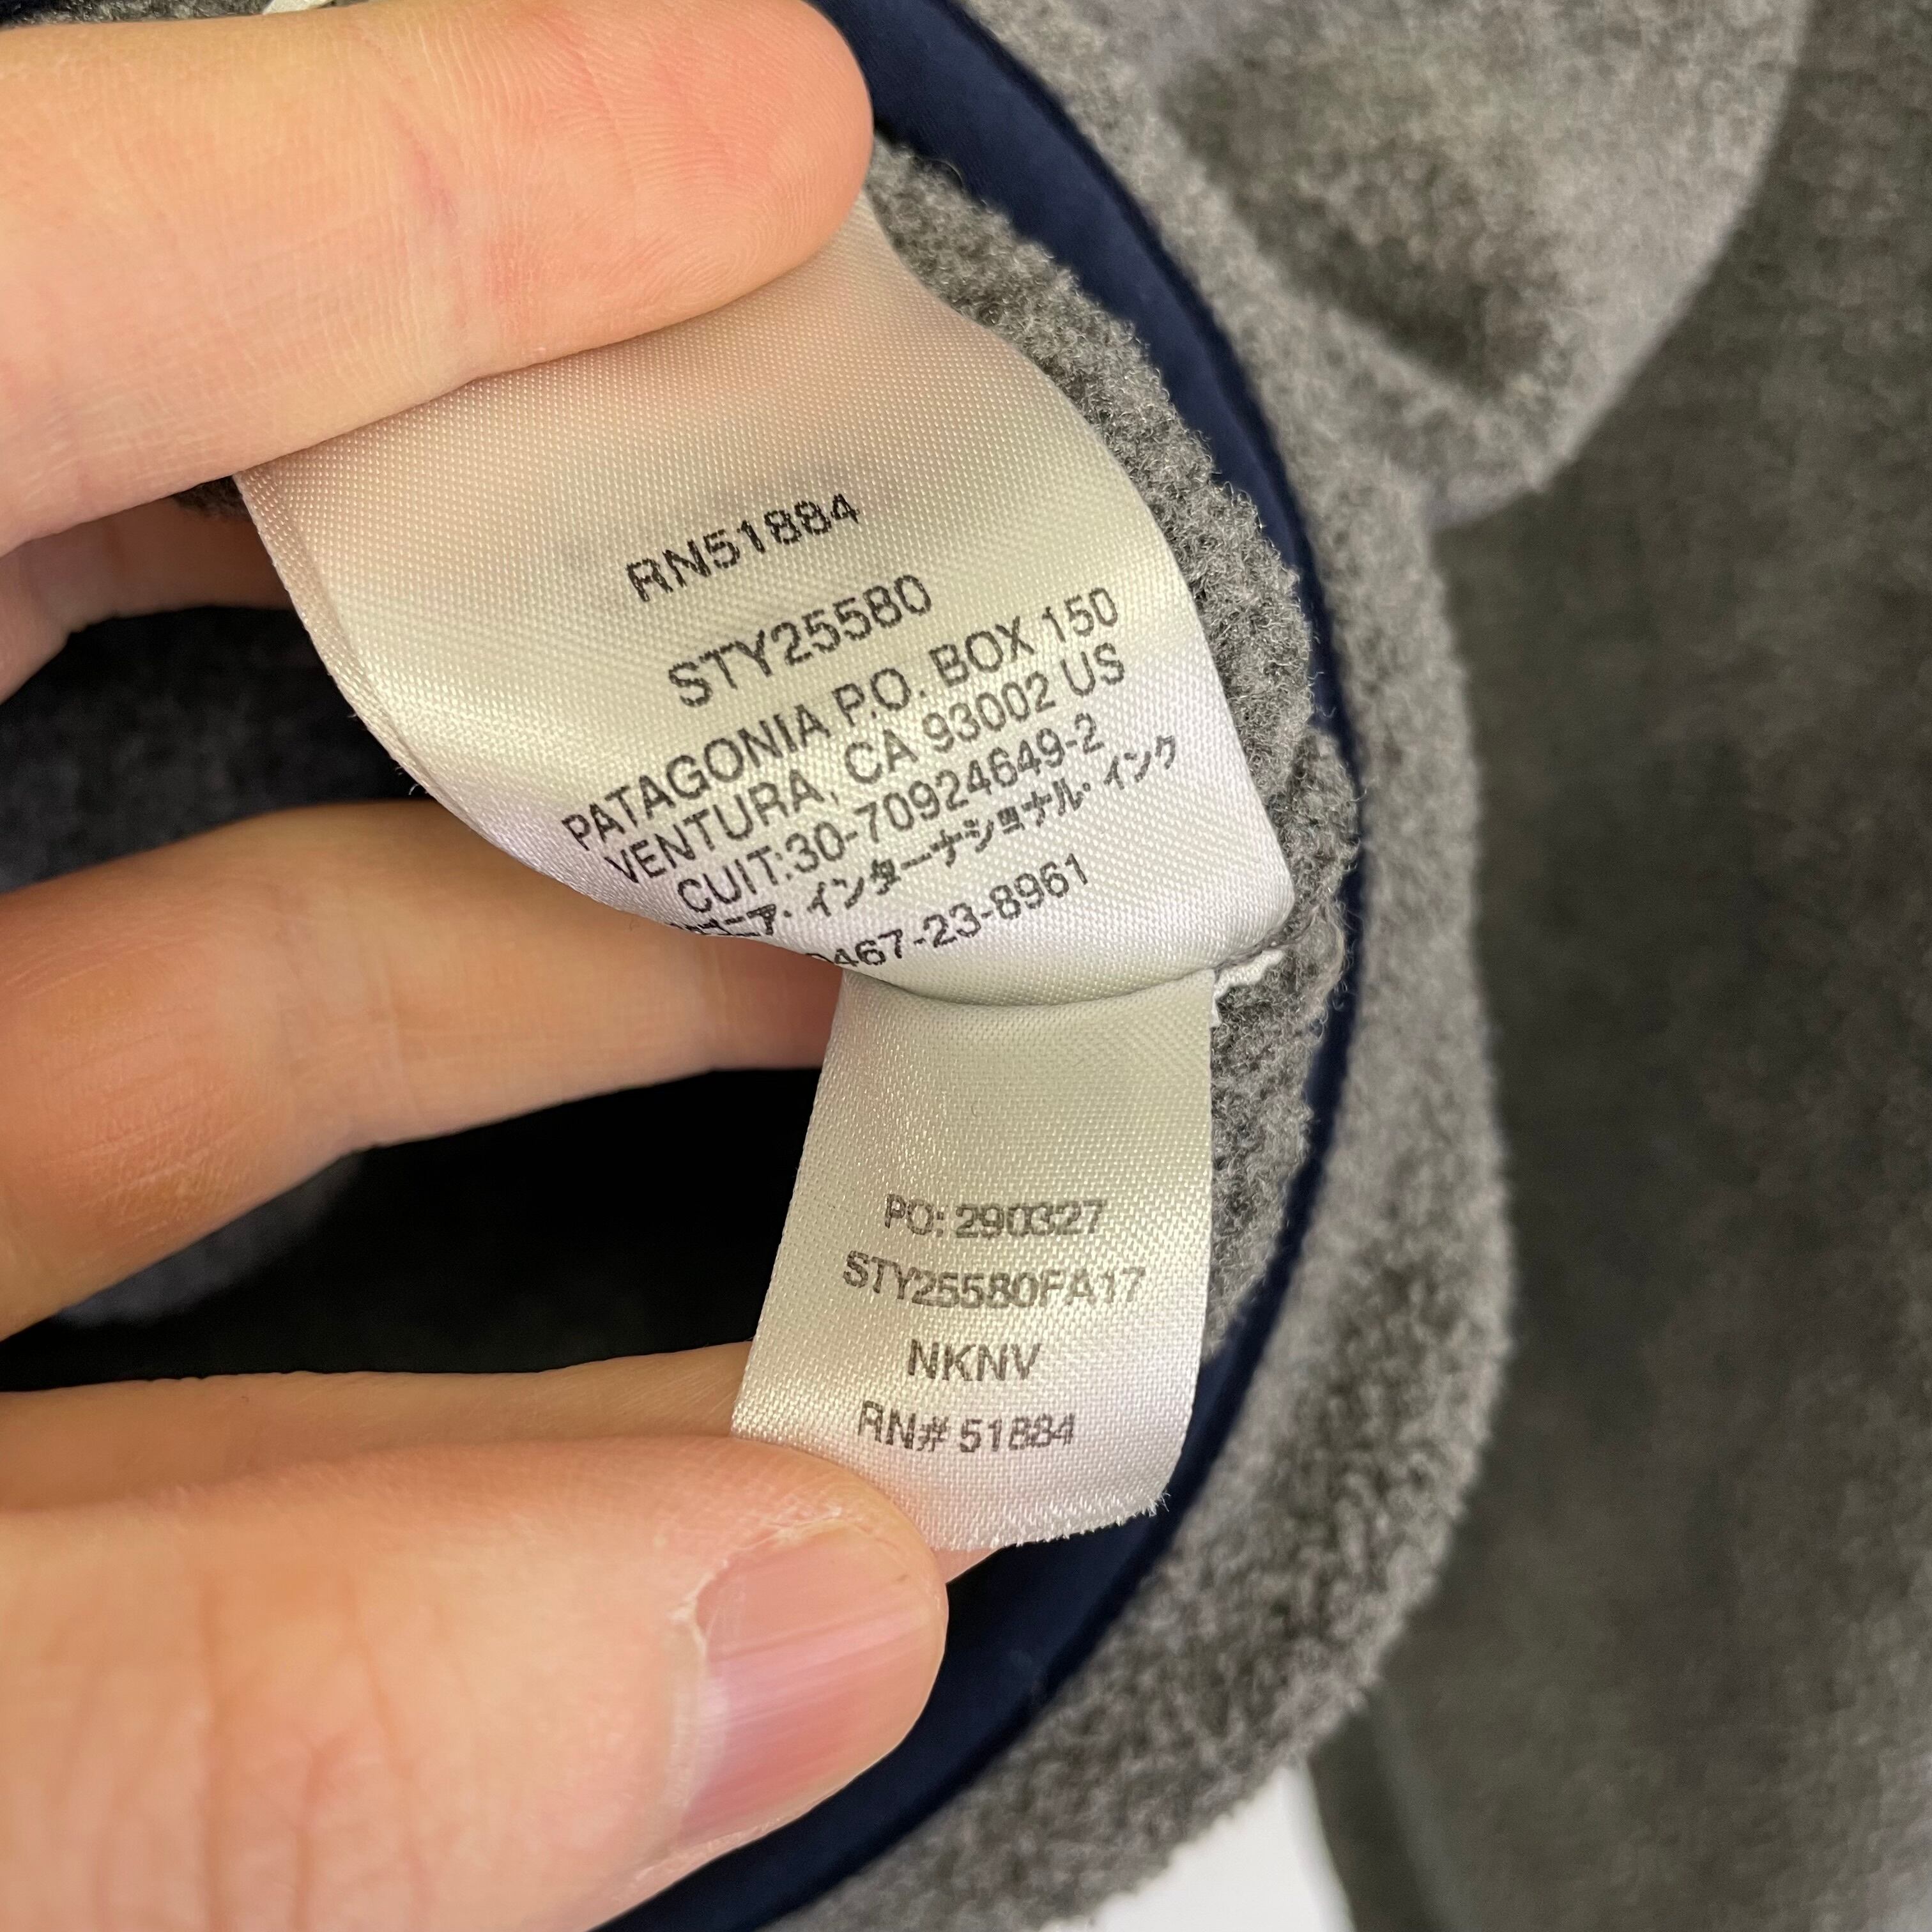 RN51884
STY25580
PATAGONIA P.O. BOX 150
VENTURA, CA 93002 US
CUIT:30-70924649-2
インターナショナル・インク
0467-23-8961
PO: 290327
STY25580FA17
NKNV
RN# 51884